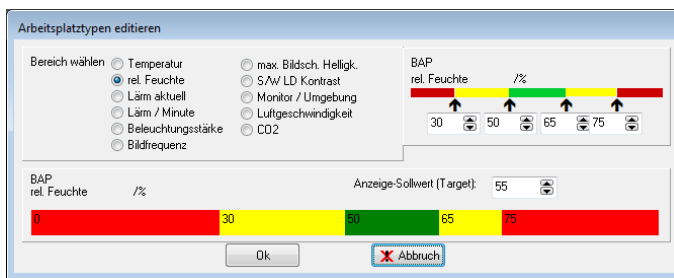 Arbeitsplatztypen editieren
Bereich wählen
Temperatur
rel. Feuchte
Lärm aktuell
Lärm / Minute
Beleuchtungsstärke
Bildfrequenz
max. Bildsch. Helligk.
S/W LD Kontrast
Monitor / Umgebung
Luftgeschwindigkeit
CO2
BAP
rel. Feuchte /%
30 50 65 75
BAP
rel. Feuchte /%
Anzeige-Sollwert (Target): 55
0 30 50 65 75
Ok Abbruch